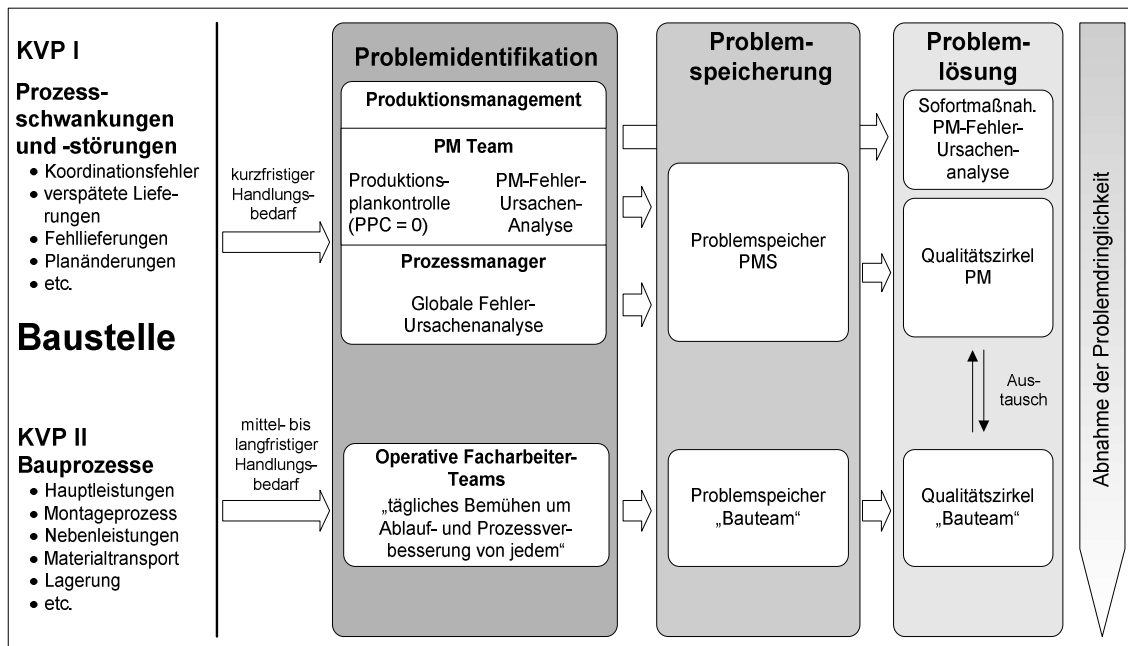 KVP I
Prozess-
schwankungen
und -störungen
• Koordinationsfehler
• verspätete Liefe-
rungen
• Fehllieferungen
• Planänderungen
• etc.
Baustelle
KVP II
Bauprozesse
• Hauptleistungen
• Montageprozess
• Nebenleistungen
• Materialtransport
• Lagerung
• etc.
kurzfristiger
Handlungs-
bedarf
mittel- bis
langfristiger
Handlungs-
bedarf
Problemidentifikation
Produktionsmanagement
PM Team
Produktions-
plankontrolle
(PPC = 0)
PM-Fehler-
Ursachen-
Analyse
Prozessmanager
Globale Fehler-
Ursachenanalyse
Operative Facharbeiter-
Teams
„tägliches Bemühen um
Ablauf- und Prozessver-
besserung von jedem“
Problem-
speicherung
Problemspeicher
PMS
Problemspeicher
„Bauteam“
Problem-
lösung
Sofortmaßnah.
PM-Fehler-
Ursachen-
analyse
Qualitätszirkel
PM
Aus-
tausch
Qualitätszirkel
„Bauteam“
Abnahme der Problemdringlichkeit